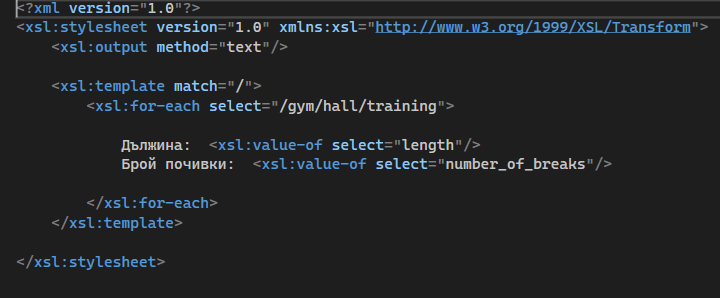 <?xml version="1.0"?>
<xsl:stylesheet version="1.0" xmlns:xsl="http://www.w3.org/1999/XSL/Transform">
<xsl:output method="text"/>
<xsl:template match="/">
<xsl:for-each select="/gym/hall/training">
Дължина: <xsl:value-of select="length"/>
Брой почивки: <xsl:value-of select="number_of_breaks"/>
</xsl:for-each>
</xsl:template>
</xsl:stylesheet>